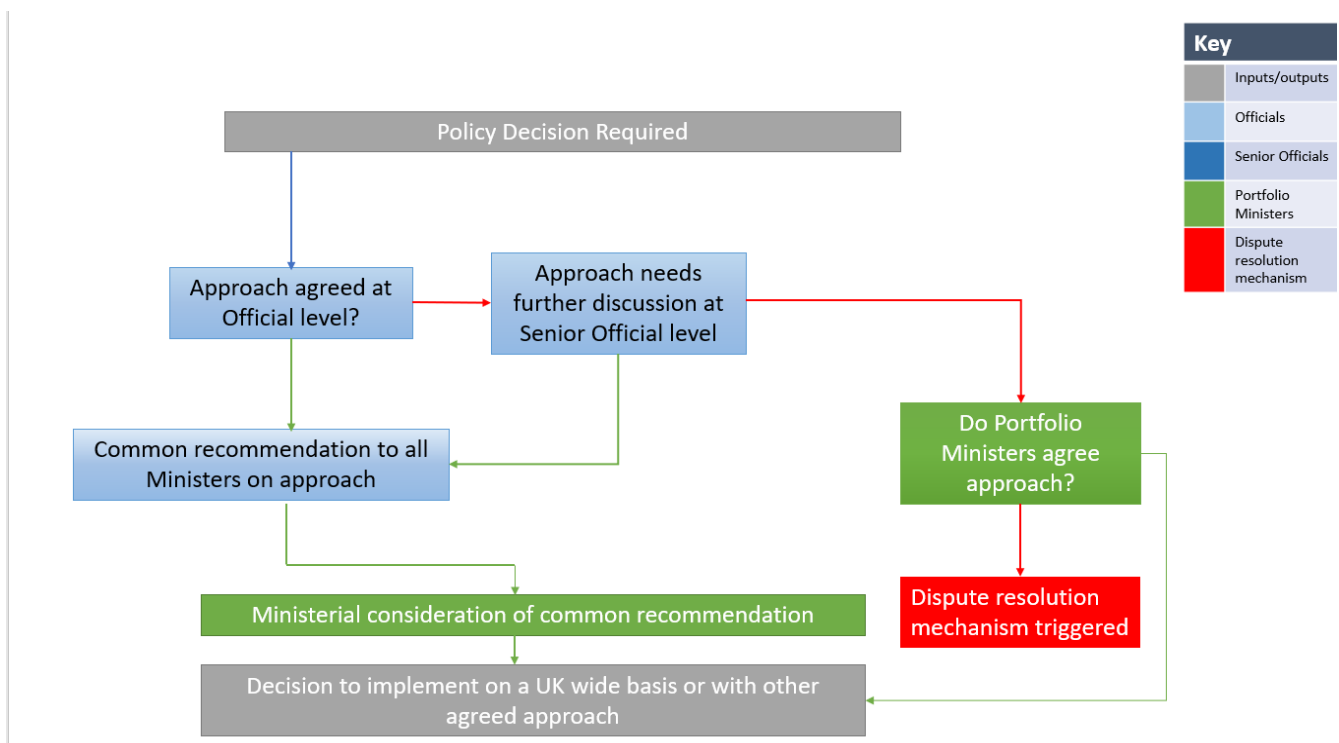 Key
Inputs/outputs
Officials
Senior Officials
Portfolio
Ministers
Dispute
resolution
mechanism
Policy Decision Required
Approach agreed at
Official level?
Approach needs
further discussion at
Senior Official level
Common recommendation to all
Ministers on approach
Do Portfolio
Ministers agree
approach?
Ministerial consideration of common recommendation
Dispute resolution
mechanism triggered
Decision to implement on a UK wide basis or with other
agreed approach